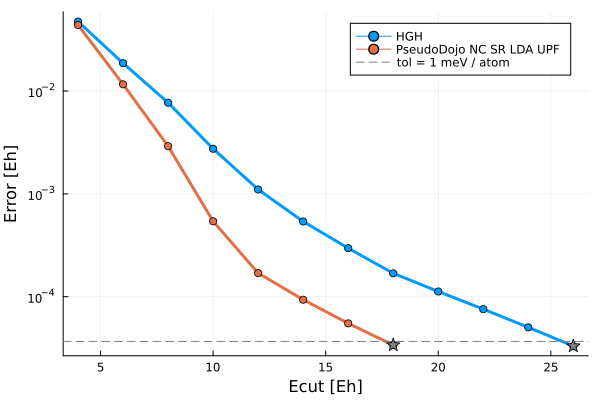 HGH
PseudoDojo NC SR LDA UPF
tol = 1 meV / atom
Error [Eh]
10⁻²
10⁻³
10⁻⁴
5 10 15 20 25
Ecut [Eh]